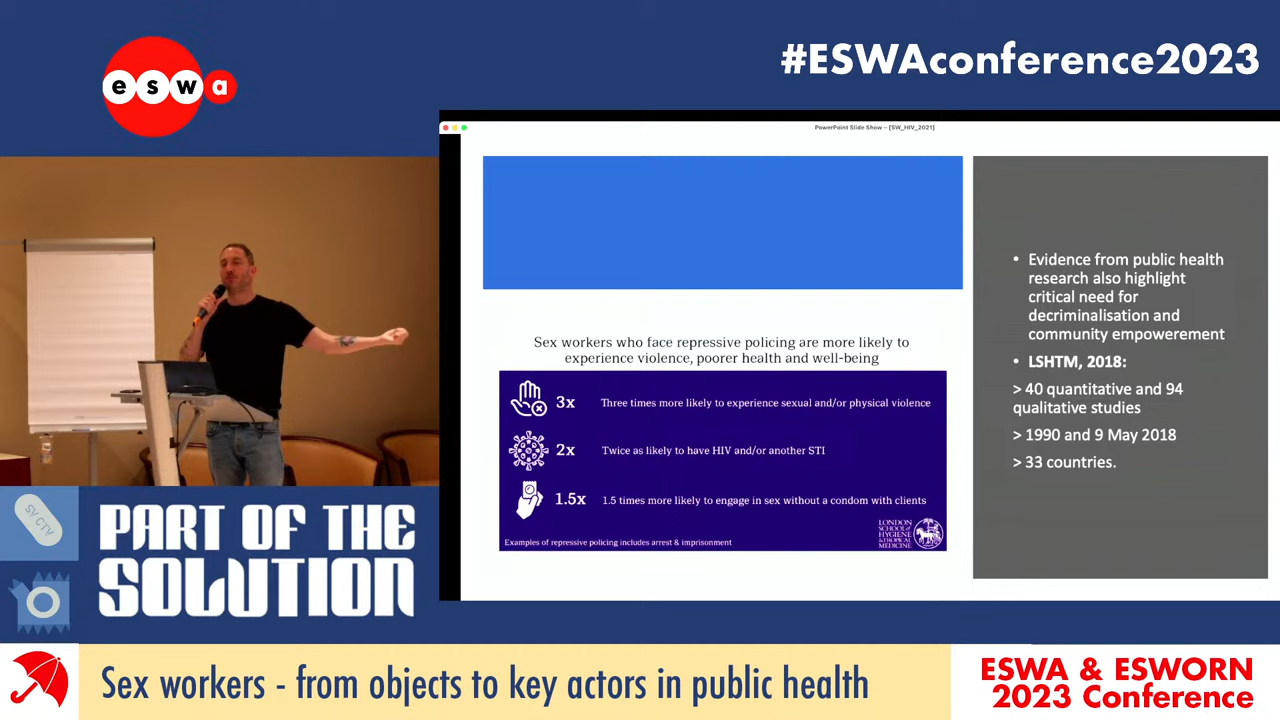 eswa
#ESWAconference2023
PowerPoint Slide Show – [SW_HIV_2021]
Sex workers who face repressive policing are more likely to
experience violence, poorer health and well-being
3x Three times more likely to experience sexual and/or physical violence
2x Twice as likely to have HIV and/or another STI
1.5x 1.5 times more likely to engage in sex without a condom with clients
Examples of repressive policing includes arrest & imprisonment
LONDON
SCHOOL of
HYGIENE
& TROPICAL
MEDICINE
• Evidence from public health
research also highlight
critical need for
decriminalisation and
community empowerement
• LSHTM, 2018:
> 40 quantitative and 94
qualitative studies
> 1990 and 9 May 2018
> 33 countries.
SV CTV
PART OF THE
SOLUTION
Sex workers - from objects to key actors in public health
ESWA & ESWORN
2023 Conference